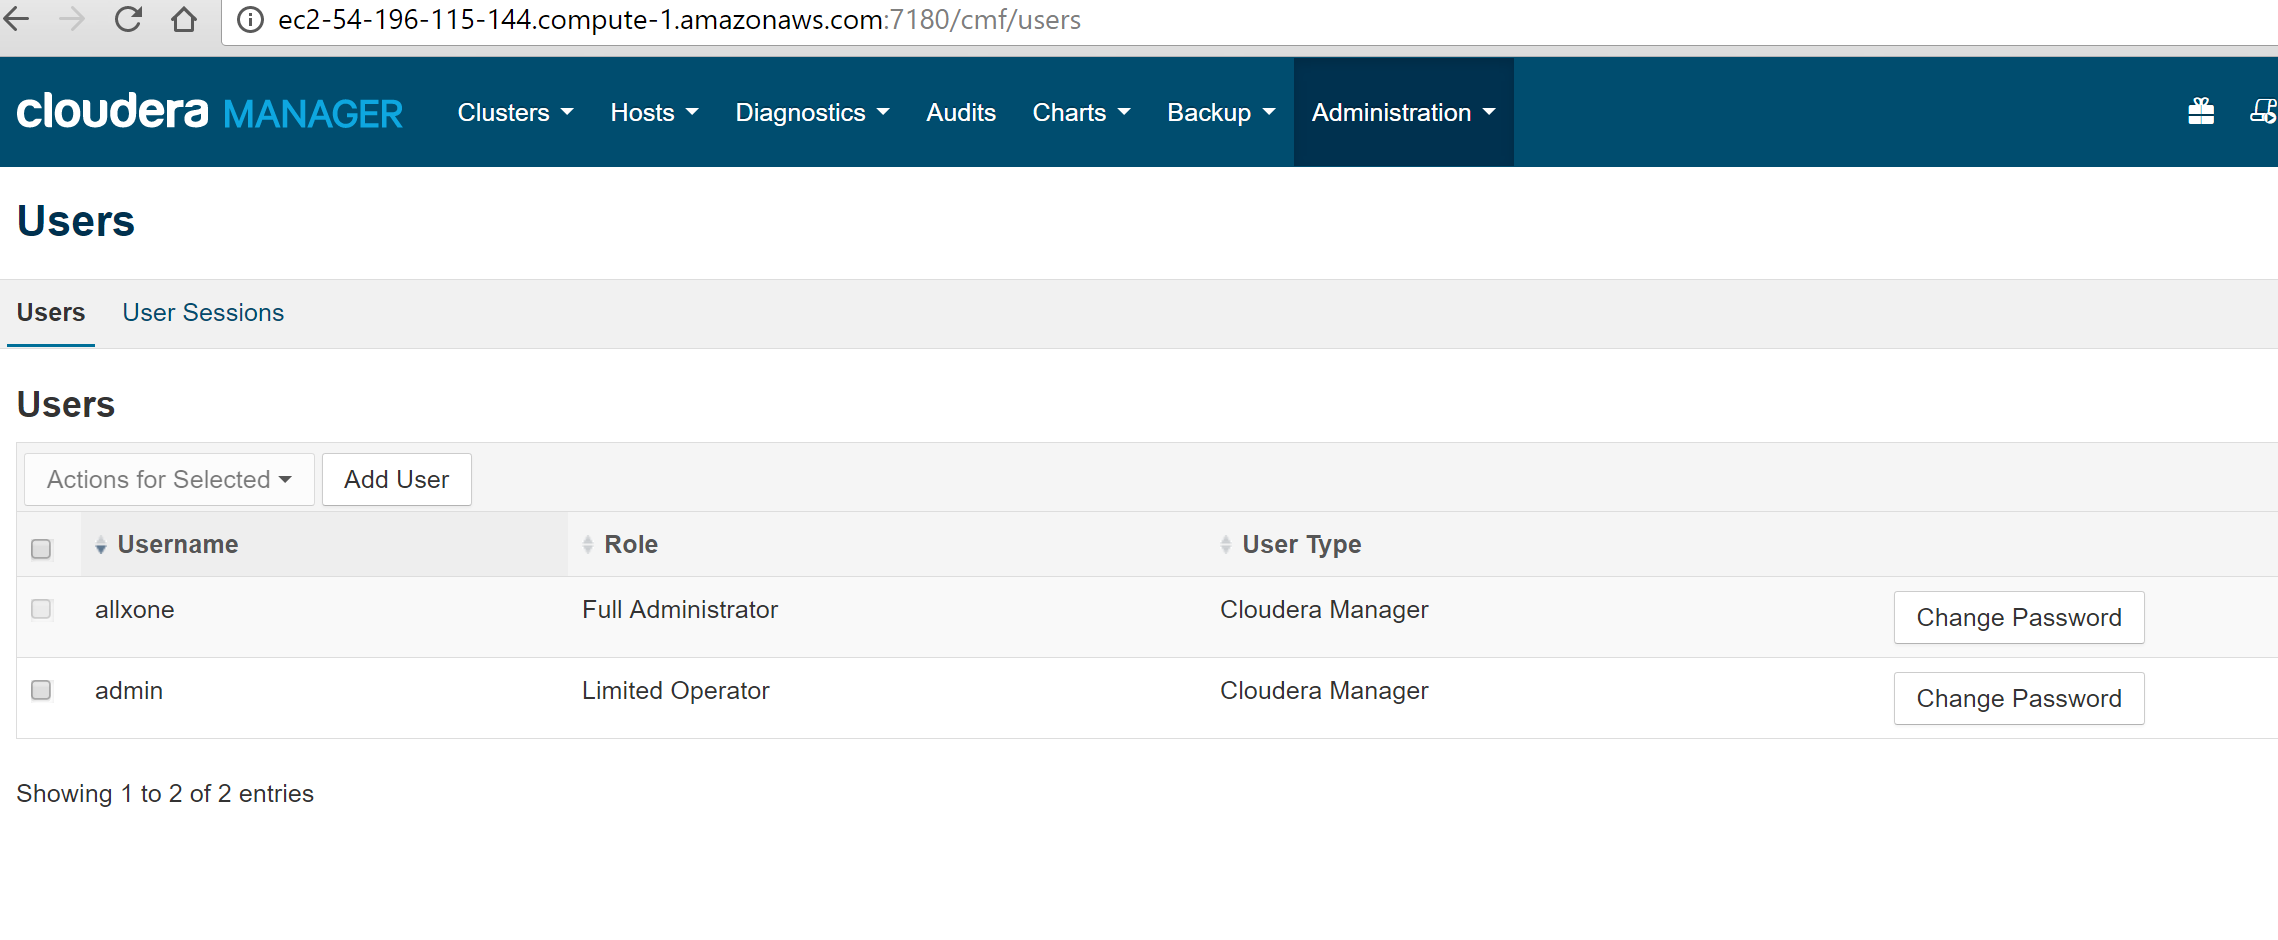 ec2-54-196-115-144.compute-1.amazonaws.com:7180/cmf/users
cloudera MANAGER Clusters Hosts Diagnostics Audits Charts Backup Administration
Users
Users User Sessions
Users
Actions for Selected Add User
Username Role User Type
allxone Full Administrator Cloudera Manager Change Password
admin Limited Operator Cloudera Manager Change Password
Showing 1 to 2 of 2 entries